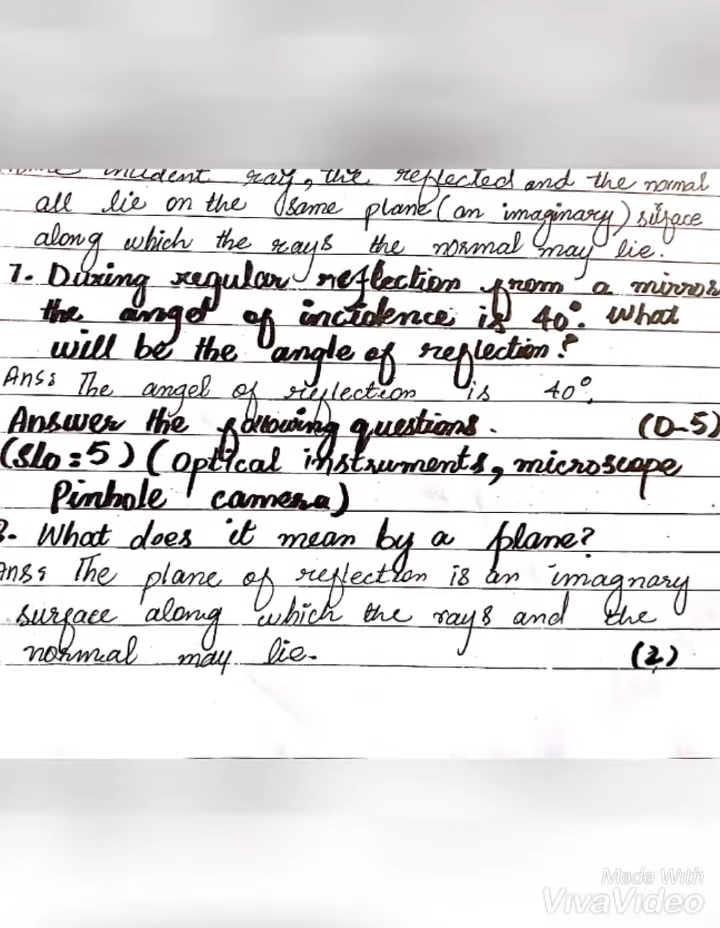 incident ray, the reflected and the normal
all lie on the same plane (an imaginary) suface
along which the rays the normal may lie.
7. During regular reflection from a mirror
the angel of incidence is 40°. What
will be the angle of reflection?
Ans: The angel of reflection is 40°.
Answer the following questions. (D-5)
(Slo:5) (Optical instruments, microscope
Pinhole camera)
What does it mean by a plane?
Ans: The plane of reflection is an imagnary
surface along which the rays and the
normal may lie. (2)
Made With
VivaVideo